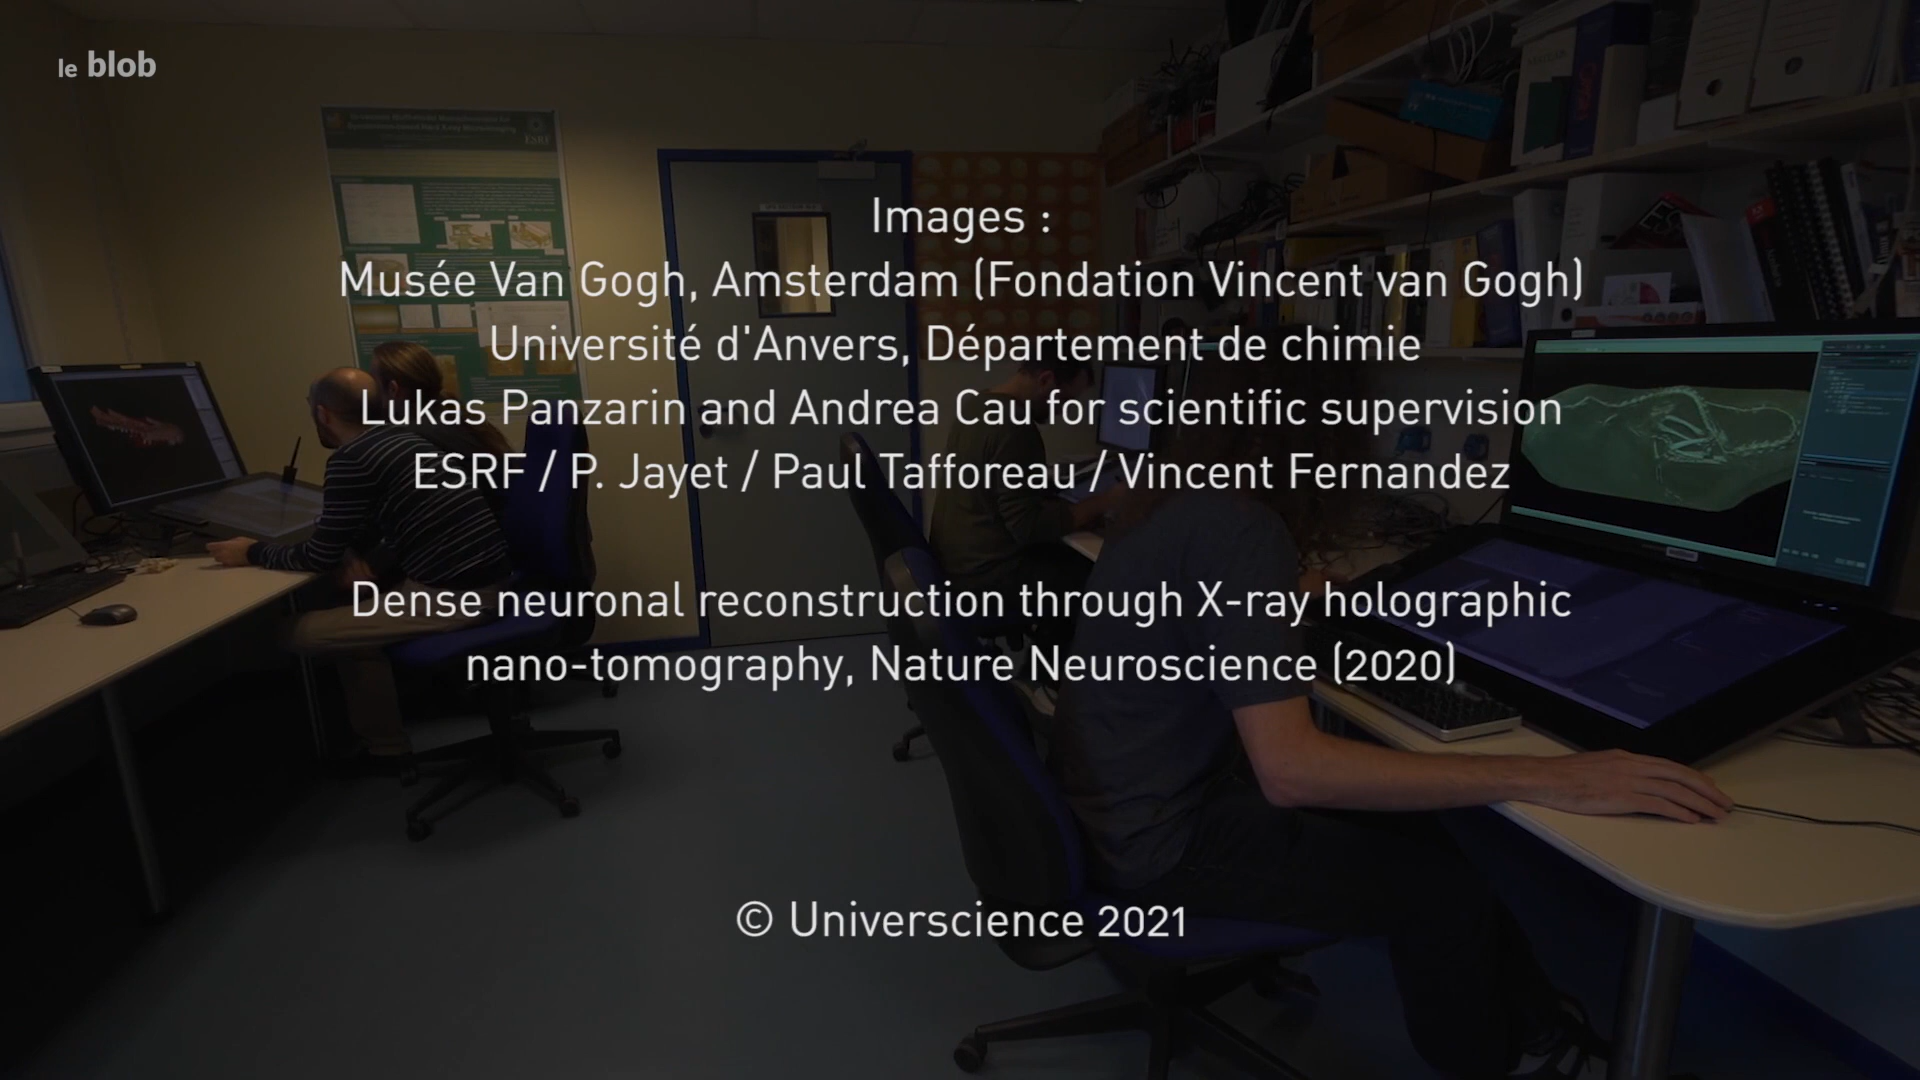 le blob
ESRF
Images :
Musée Van Gogh, Amsterdam (Fondation Vincent van Gogh)
Université d'Anvers, Département de chimie
Lukas Panzarin and Andrea Cau for scientific supervision
ESRF / P. Jayet / Paul Tafforeau / Vincent Fernandez
Dense neuronal reconstruction through X-ray holographic
nano-tomography, Nature Neuroscience (2020)
© Universcience 2021